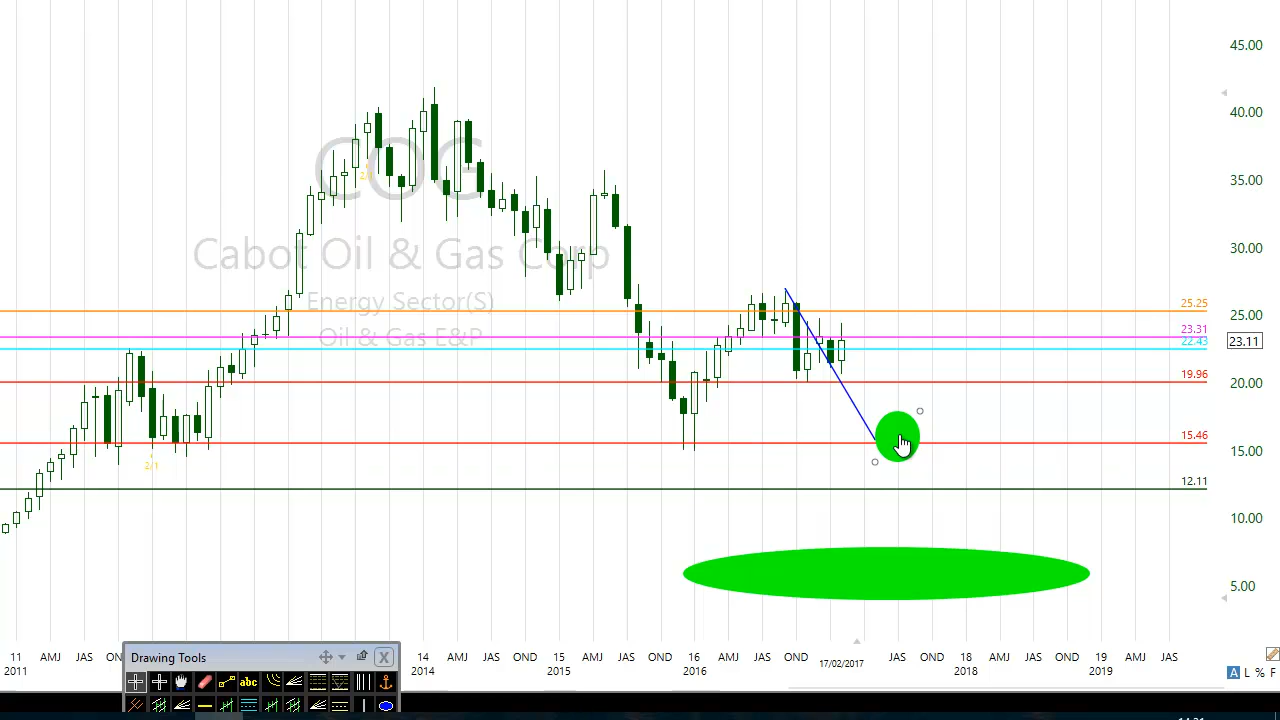 45.00
40.00
35.00
30.00
25.00
20.00
15.00
10.00
5.00
COG
Cabot Oil & Gas Corp
Energy Sector(S)
Oil & Gas E&P
25.25
23.31
22.43
23.11
19.96
15.46
12.11
2/1
11 AMJ JAS ON 14 AMJ JAS OND 15 AMJ JAS OND 16 AMJ JAS OND 17/02/2017 JAS OND 18 AMJ JAS OND 19 AMJ JAS
2011 2014 2015 2016 2018 2019
A L % F
Drawing Tools
abc